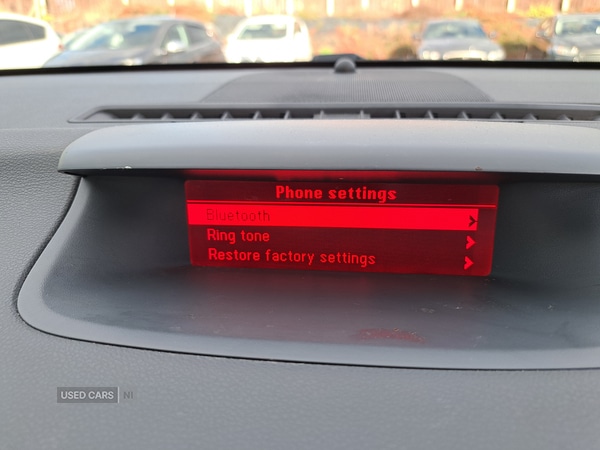 Phone settings
Bluetooth
Ring tone
Restore factory settings
USED CARS NI